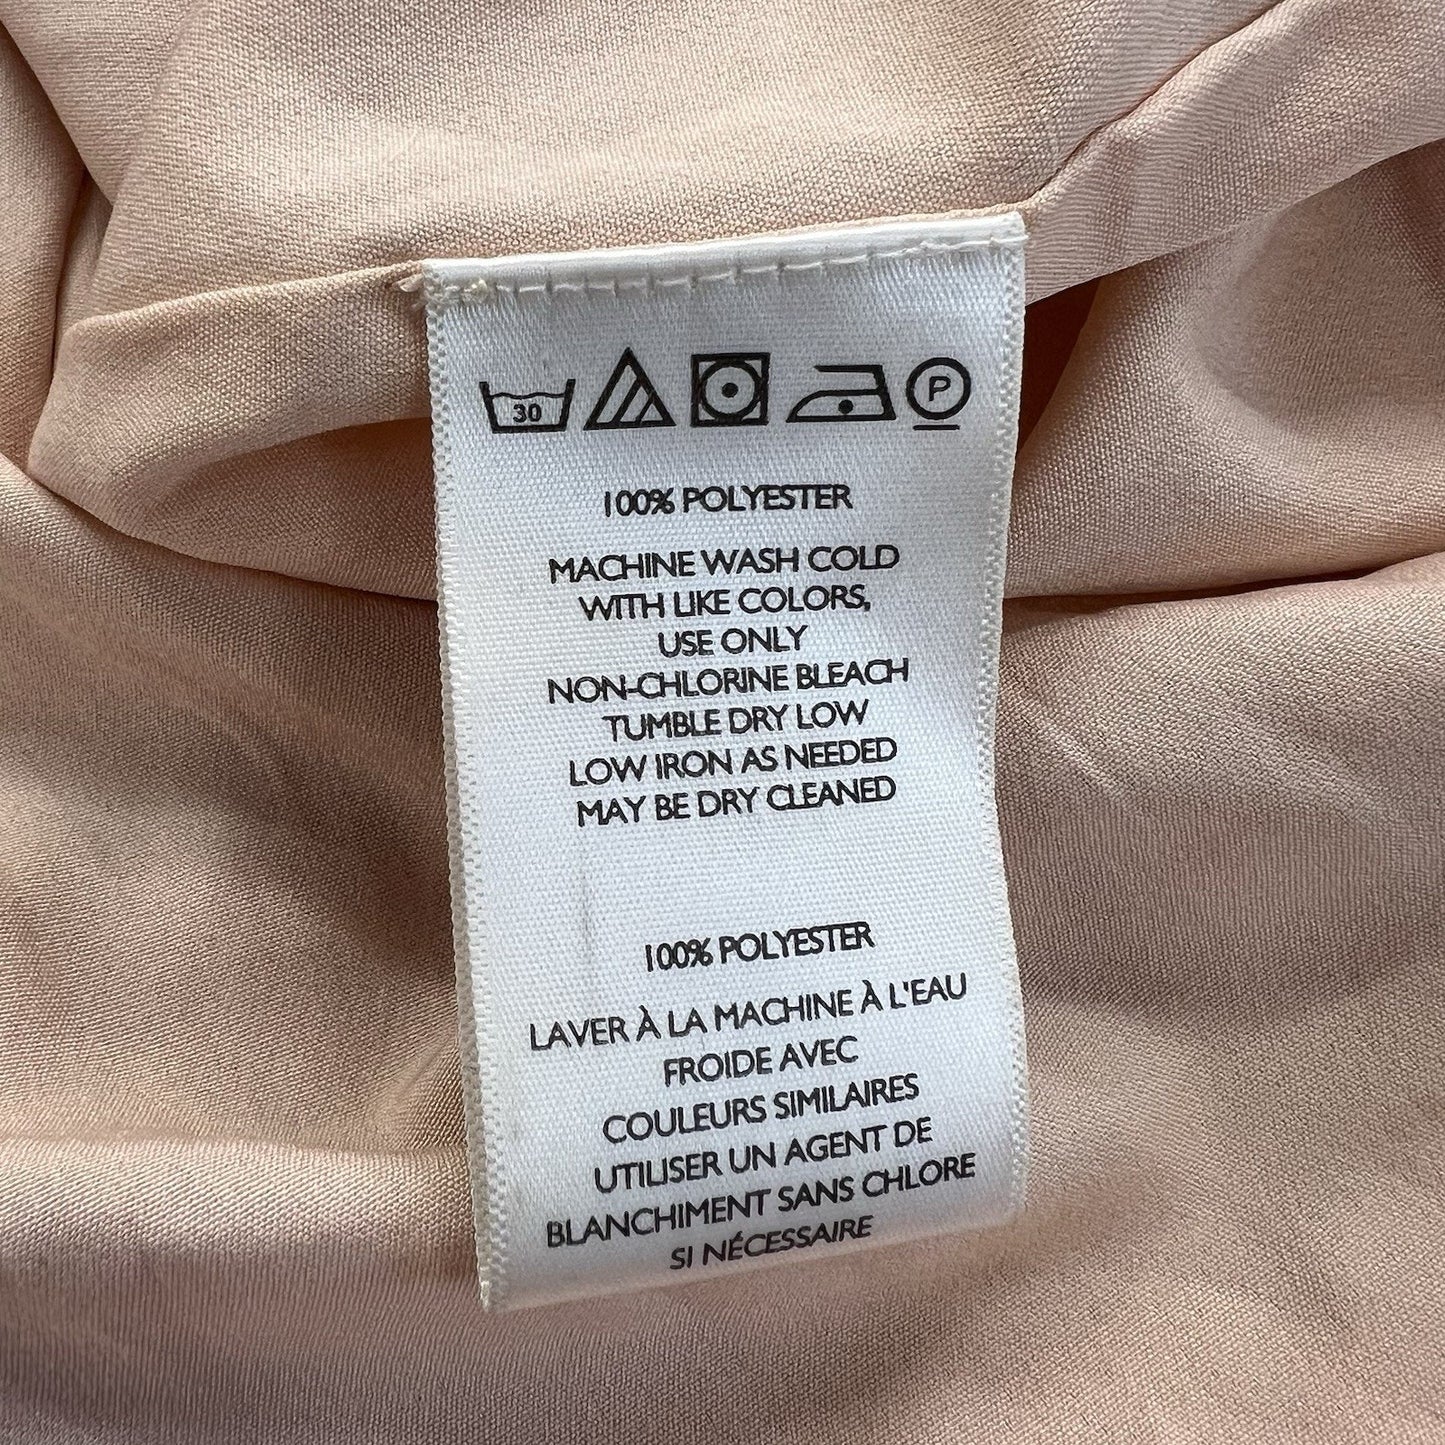 30 P
100% POLYESTER
MACHINE WASH COLD
WITH LIKE COLORS,
USE ONLY
NON-CHLORINE BLEACH
TUMBLE DRY LOW
LOW IRON AS NEEDED
MAY BE DRY CLEANED
100% POLYESTER
LAVER À LA MACHINE À L'EAU
FROIDE AVEC
COULEURS SIMILAIRES
UTILISER UN AGENT DE
BLANCHIMENT SANS CHLORE
SI NÉCESSAIRE